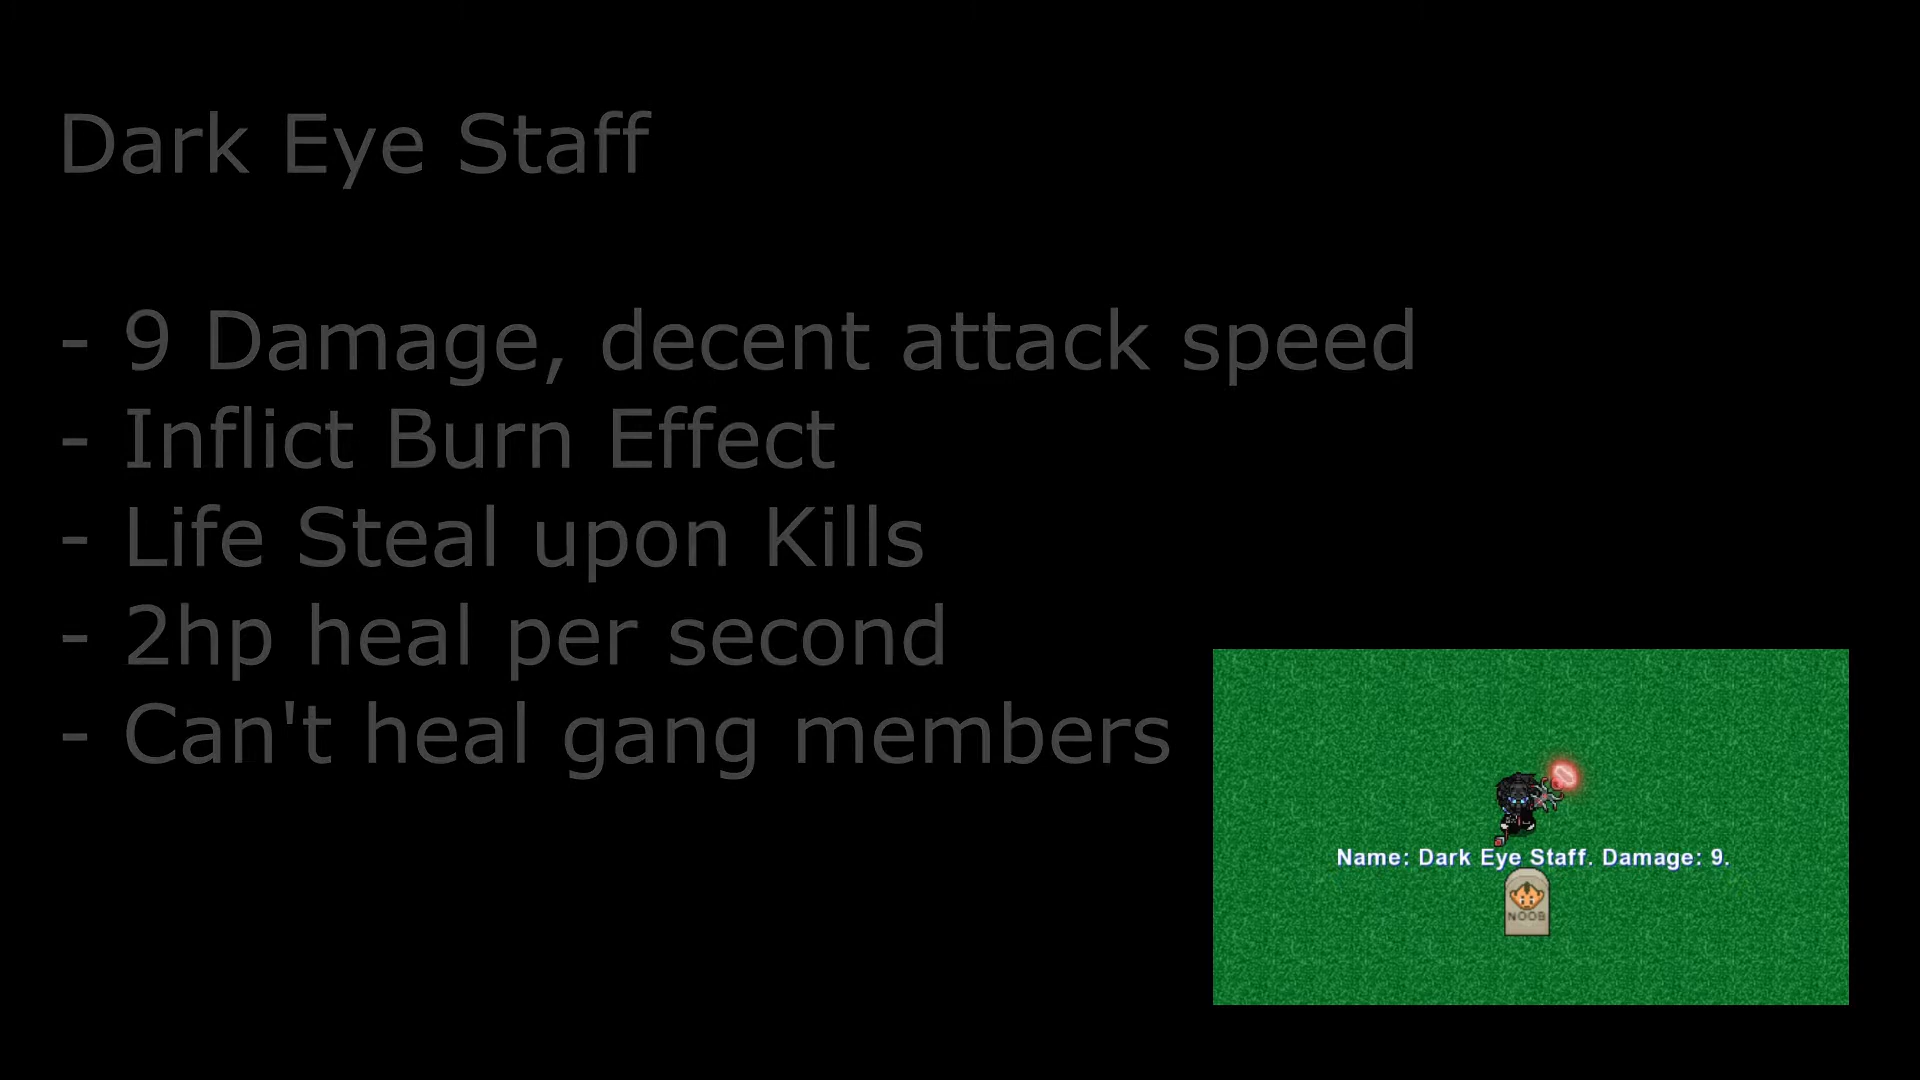 Dark Eye Staff
- 9 Damage, decent attack speed
- Inflict Burn Effect
- Life Steal upon Kills
- 2hp heal per second
- Can't heal gang members
Name: Dark Eye Staff. Damage: 9.
NOOB